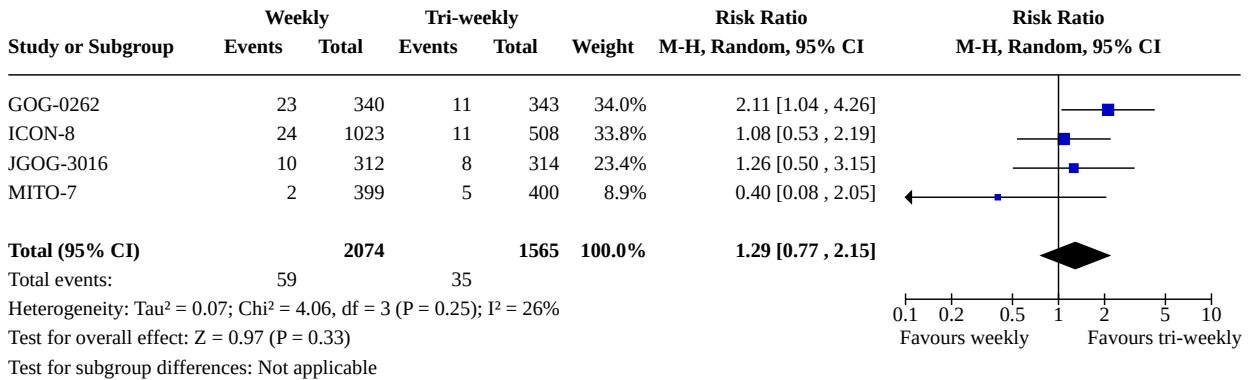 Weekly Tri-weekly Risk Ratio Risk Ratio
Study or Subgroup Events Total Events Total Weight M-H, Random, 95% CI M-H, Random, 95% CI
GOG-0262 23 340 11 343 34.0% 2.11 [1.04 , 4.26]
ICON-8 24 1023 11 508 33.8% 1.08 [0.53 , 2.19]
JGOG-3016 10 312 8 314 23.4% 1.26 [0.50 , 3.15]
MITO-7 2 399 5 400 8.9% 0.40 [0.08 , 2.05]
Total (95% CI) 2074 1565 100.0% 1.29 [0.77 , 2.15]
Total events: 59 35
Heterogeneity: Tau² = 0.07; Chi² = 4.06, df = 3 (P = 0.25); I² = 26%
0.1 0.2 0.5 1 2 5 10
Test for overall effect: Z = 0.97 (P = 0.33) Favours weekly Favours tri-weekly
Test for subgroup differences: Not applicable